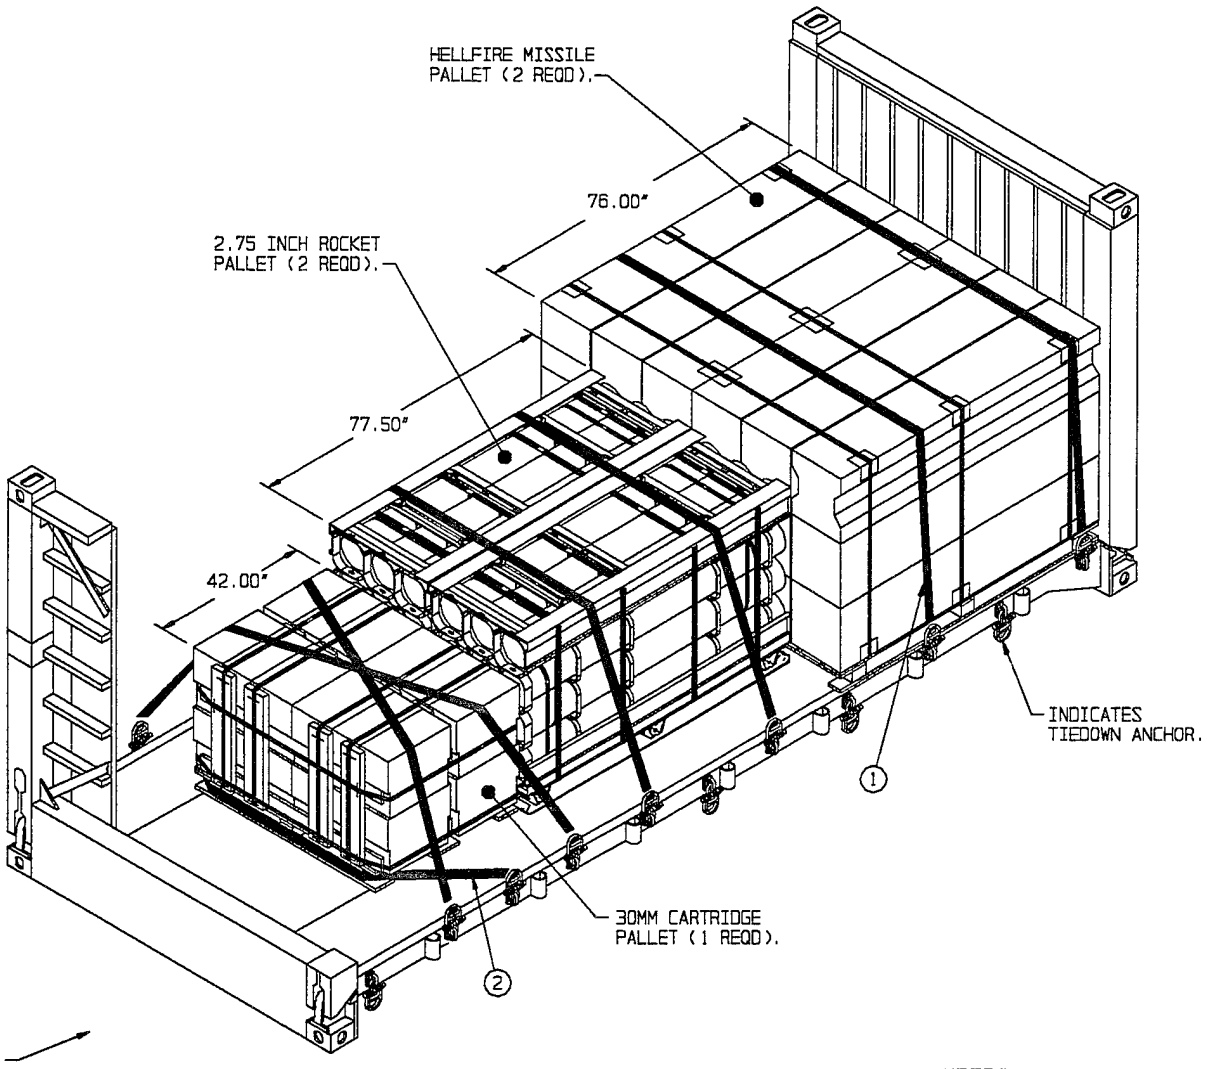 HELLFIRE MISSILE
PALLET (2 REQD).
76.00"
2.75 INCH ROCKET
PALLET (2 REQD).
77.50"
42.00"
INDICATES
TIEDOWN ANCHOR.
1
30MM CARTRIDGE
PALLET (1 REQD).
2